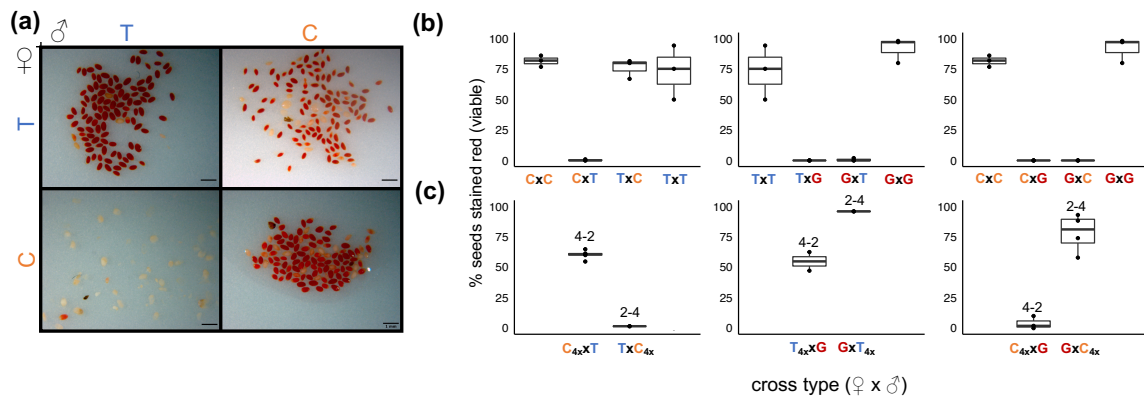 (a)
♀ ♂ T C
T
C
1 mm
(b)
% seeds stained red (viable)
100 100 100
75 75 75
50 50 50
25 25 25
0 0 0
CxC CxT TxC TxT TxT TxG GxT GxG CxC CxG GxC GxG
(c)
100 100 100
75 75 75
50 50 50
25 25 25
0 0 0
4-2 2-4 4-2 2-4 4-2 2-4
C4xxT TxC4x T4xxG GxT4x C4xxG GxC4x
cross type (♀ x ♂)